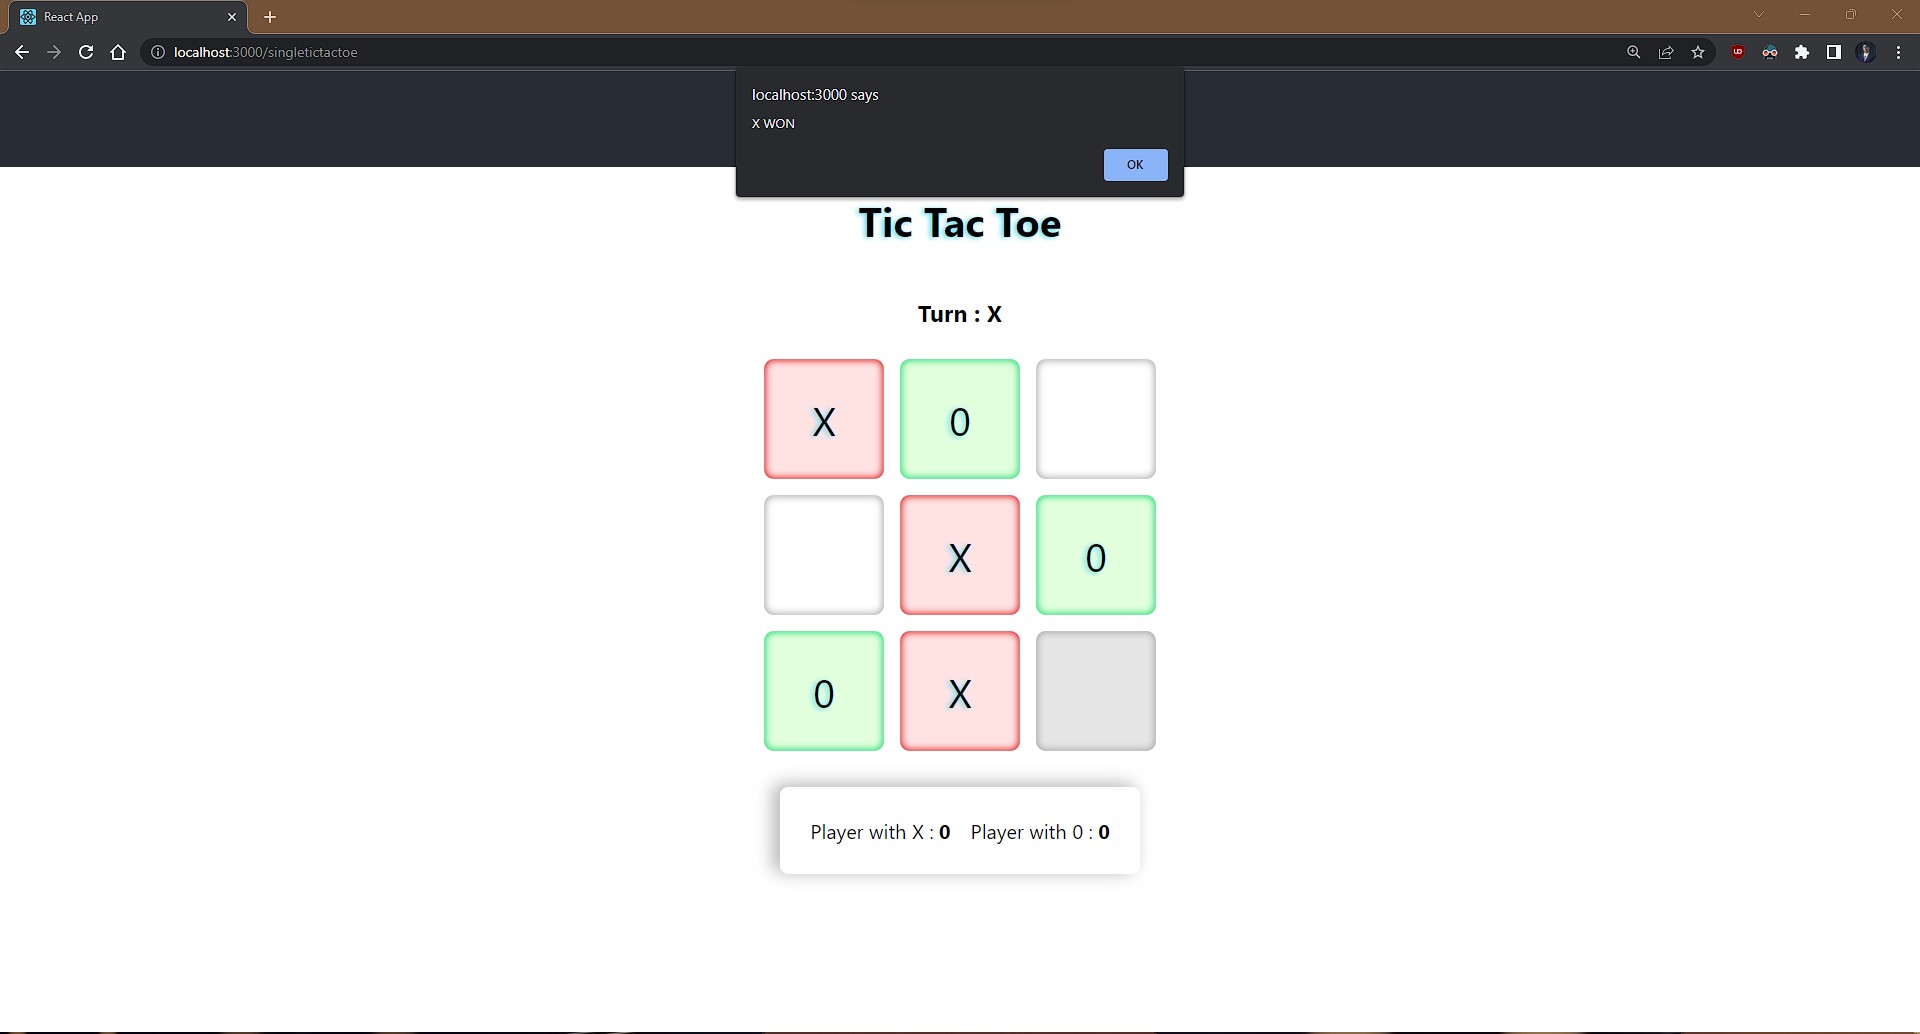 React App
localhost:3000/singletictactoe
localhost:3000 says
X WON
OK
Tic Tac Toe
Turn : X
X 0
X 0
0 X
Player with X : 0 Player with 0 : 0